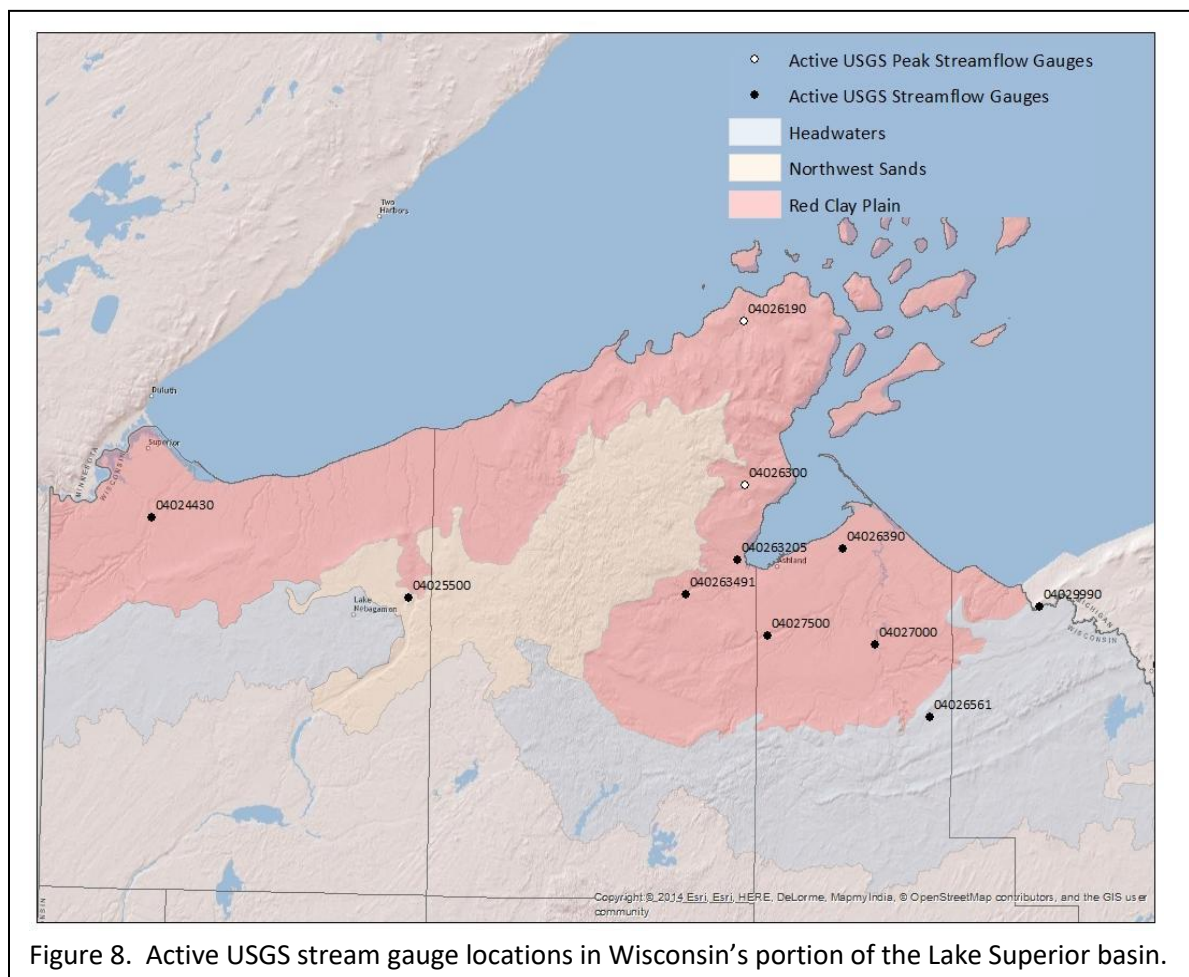 Active USGS Peak Streamflow Gauges
Active USGS Streamflow Gauges
Headwaters
Northwest Sands
Red Clay Plain
Two
Harbors
04026190
Duluth
Superior
MINNESOTA
WISCONSIN
04026300
04024430
04026390
040263205
Ashland
04025500
040263491
04029990
Lake
Nebagamon
MICHIGAN
WISCONSIN
04027500
04027000
04026561
Copyright © 2014 Esri, Esri, HERE, DeLorme, MapmyIndia, © OpenStreetMap contributors, and the GIS user
community
Figure 8.  Active USGS stream gauge locations in Wisconsin’s portion of the Lake Superior basin.